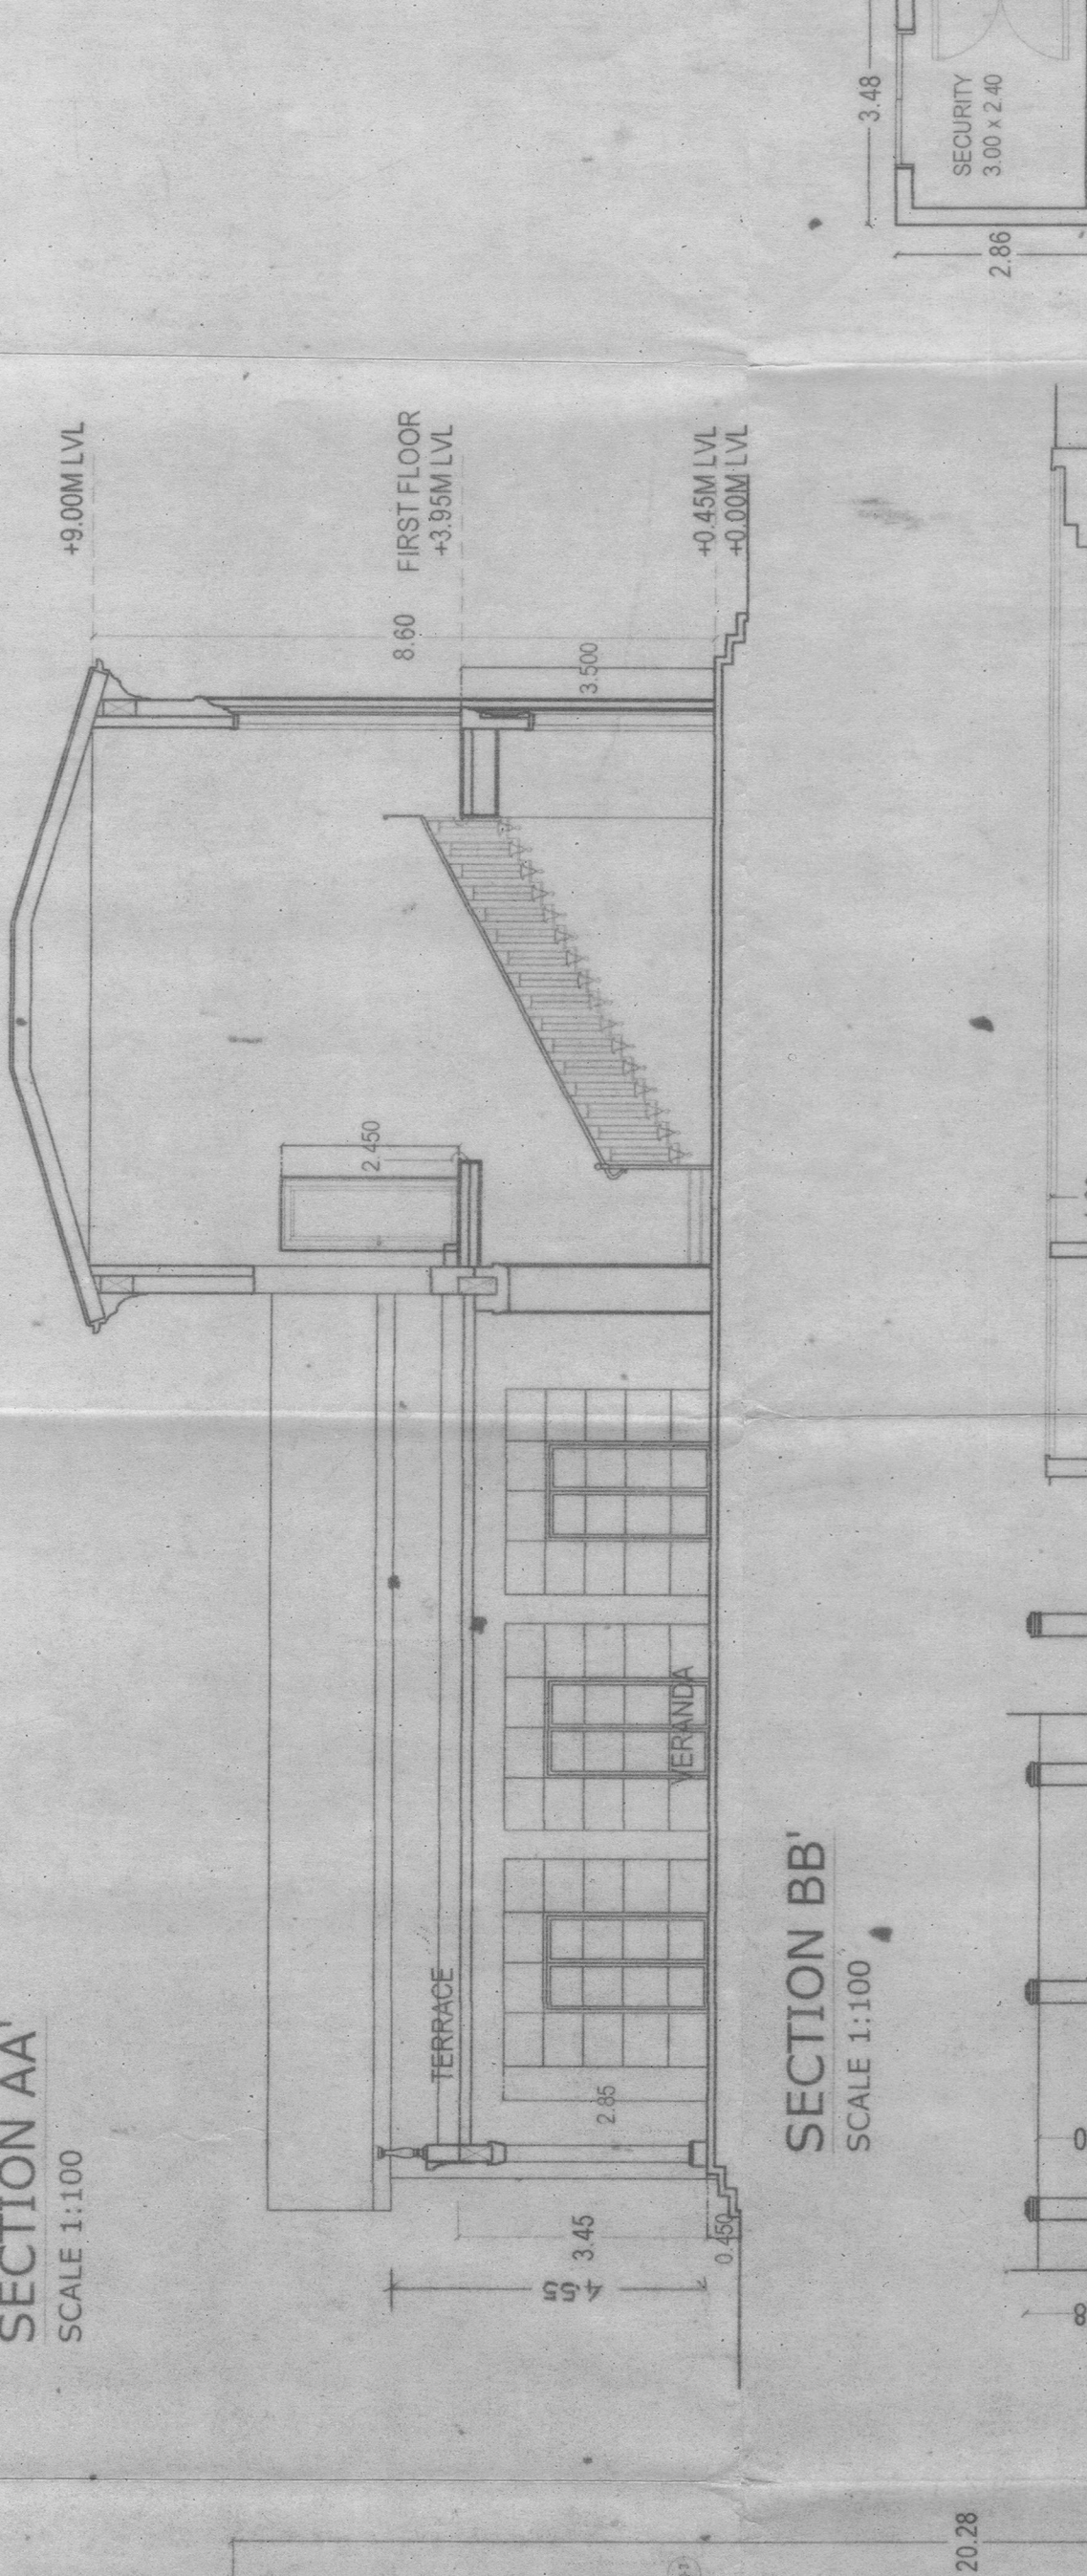 SECTION AA'
SCALE 1:100
+9.00M LVL
FIRST FLOOR
+3.95M LVL
8.60
3.500
+0.45M LVL
+0.00M LVL
2.450
TERRACE
VERANDA
2.85
3.45
0.450
4.55
SECTION BB'
SCALE 1:100
3.48
SECURITY
3.00 x 2.40
2.86
20.28